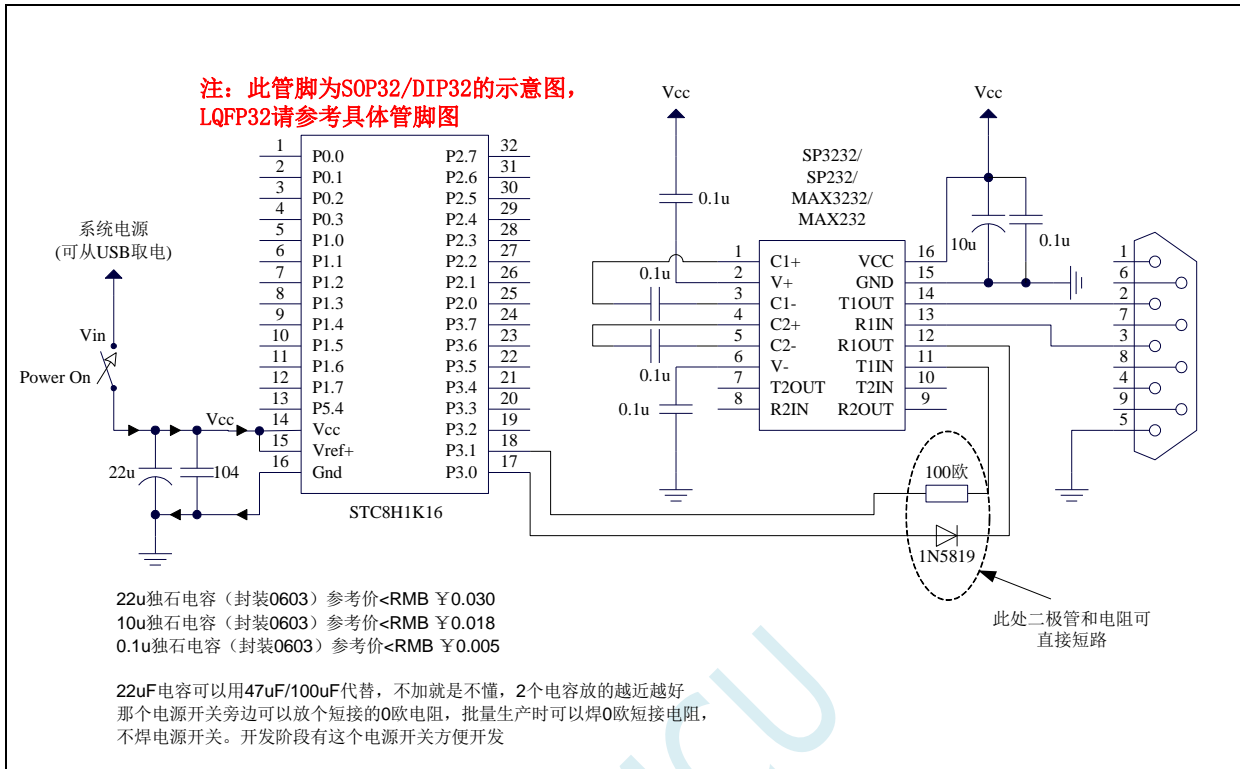 注：此管脚为SOP32/DIP32的示意图，
LQFP32请参考具体管脚图
系统电源
(可从USB取电)
Vin
Power On
Vcc
22u
104
1 P0.0 P2.7 32
2 P0.1 P2.6 31
3 P0.2 P2.5 30
4 P0.3 P2.4 29
5 P1.0 P2.3 28
6 P1.1 P2.2 27
7 P1.2 P2.1 26
8 P1.3 P2.0 25
9 P1.4 P3.7 24
10 P1.5 P3.6 23
11 P1.6 P3.5 22
12 P1.7 P3.4 21
13 P5.4 P3.3 20
14 Vcc P3.2 19
15 Vref+ P3.1 18
16 Gnd P3.0 17
STC8H1K16
Vcc
0.1u
0.1u
0.1u
0.1u
SP3232/
SP232/
MAX3232/
MAX232
1 C1+ VCC 16
2 V+ GND 15
3 C1- T1OUT 14
4 C2+ R1IN 13
5 C2- R1OUT 12
6 V- T1IN 11
7 T2OUT T2IN 10
8 R2IN R2OUT 9
Vcc
10u
0.1u
1
6
2
7
3
8
4
9
5
100欧
1N5819
此处二极管和电阻可
直接短路
22u独石电容（封装0603）参考价<RMB ￥0.030
10u独石电容（封装0603）参考价<RMB ￥0.018
0.1u独石电容（封装0603）参考价<RMB ￥0.005
22uF电容可以用47uF/100uF代替，不加就是不懂，2个电容放的越近越好
那个电源开关旁边可以放个短接的0欧电阻，批量生产时可以焊0欧短接电阻，
不焊电源开关。开发阶段有这个电源开关方便开发
MCU